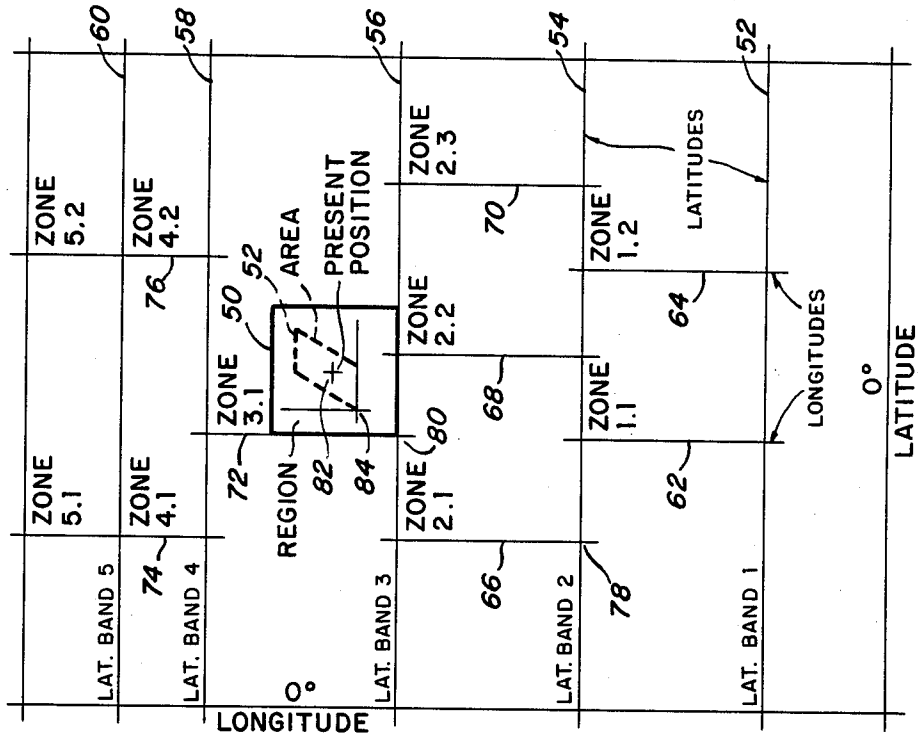 60
ZONE
5.2
ZONE
5.1
LAT. BAND 5
58
ZONE
4.2
76
ZONE
4.1
74
LAT. BAND 4
50
52
AREA
PRESENT
POSITION
ZONE
3.1
72
REGION
82
84
56
80
LAT. BAND 3
0°
LONGITUDE
ZONE
2.1
ZONE
2.2
ZONE
2.3
66
68
70
54
78
LAT. BAND 2
ZONE
1.1
ZONE
1.2
LATITUDES
62
64
52
LAT. BAND 1
LONGITUDES
0°
LATITUDE